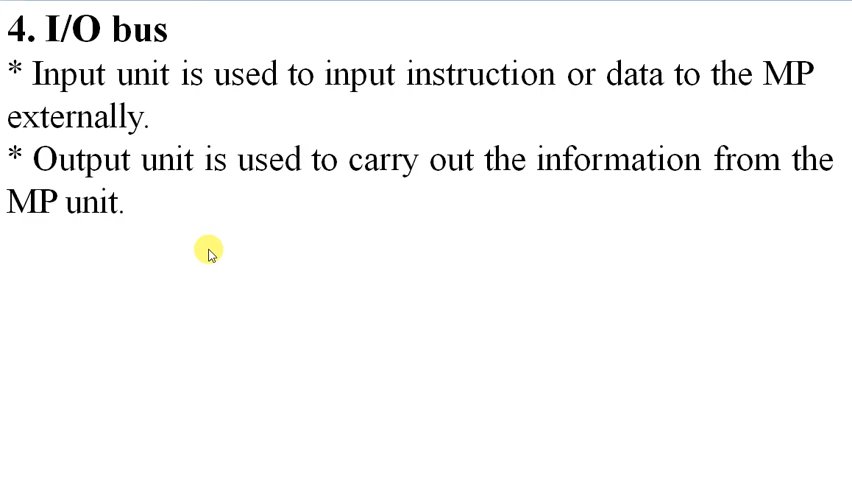 4. I/O bus
* Input unit is used to input instruction or data to the MP
externally.
* Output unit is used to carry out the information from the
MP unit.